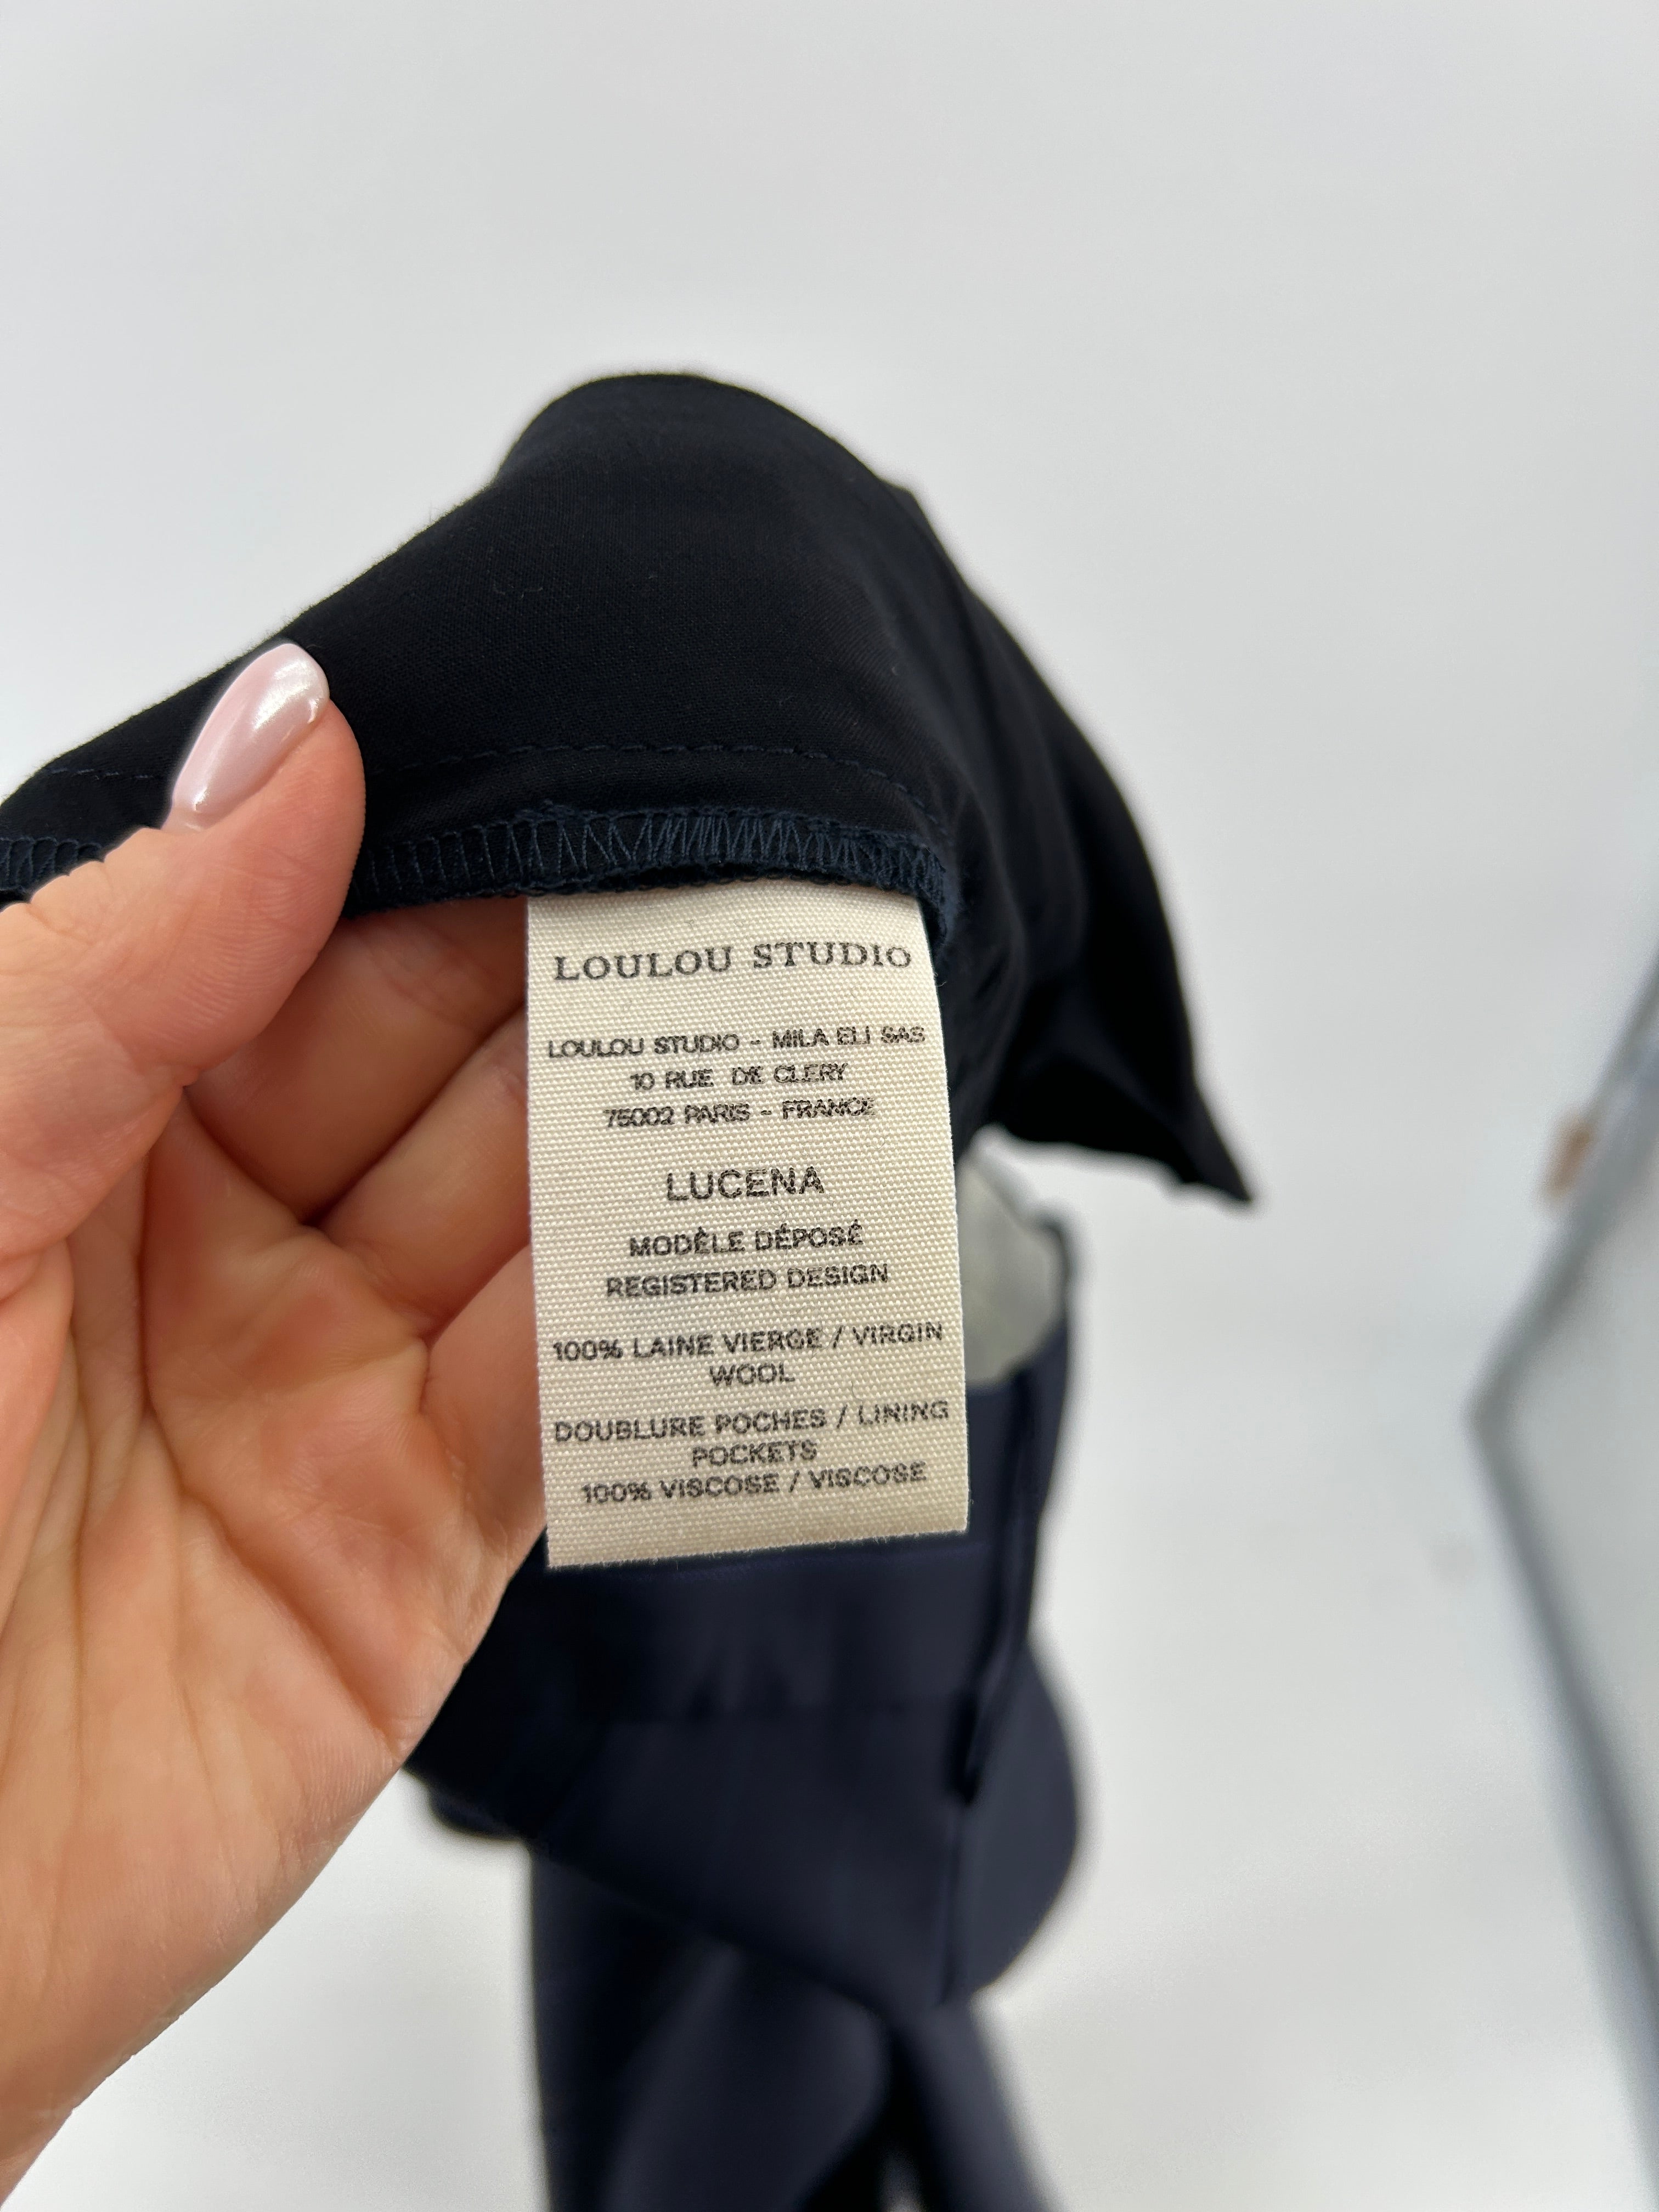 LOULOU STUDIO
LOULOU STUDIO - MILA ELI SAS
10 RUE DE CLERY
75002 PARIS - FRANCE
LUCENA
MODÈLE DÉPOSÉ
REGISTERED DESIGN
100% LAINE VIERGE / VIRGIN
WOOL
DOUBLURE POCHES / LINING
POCKETS
100% VISCOSE / VISCOSE